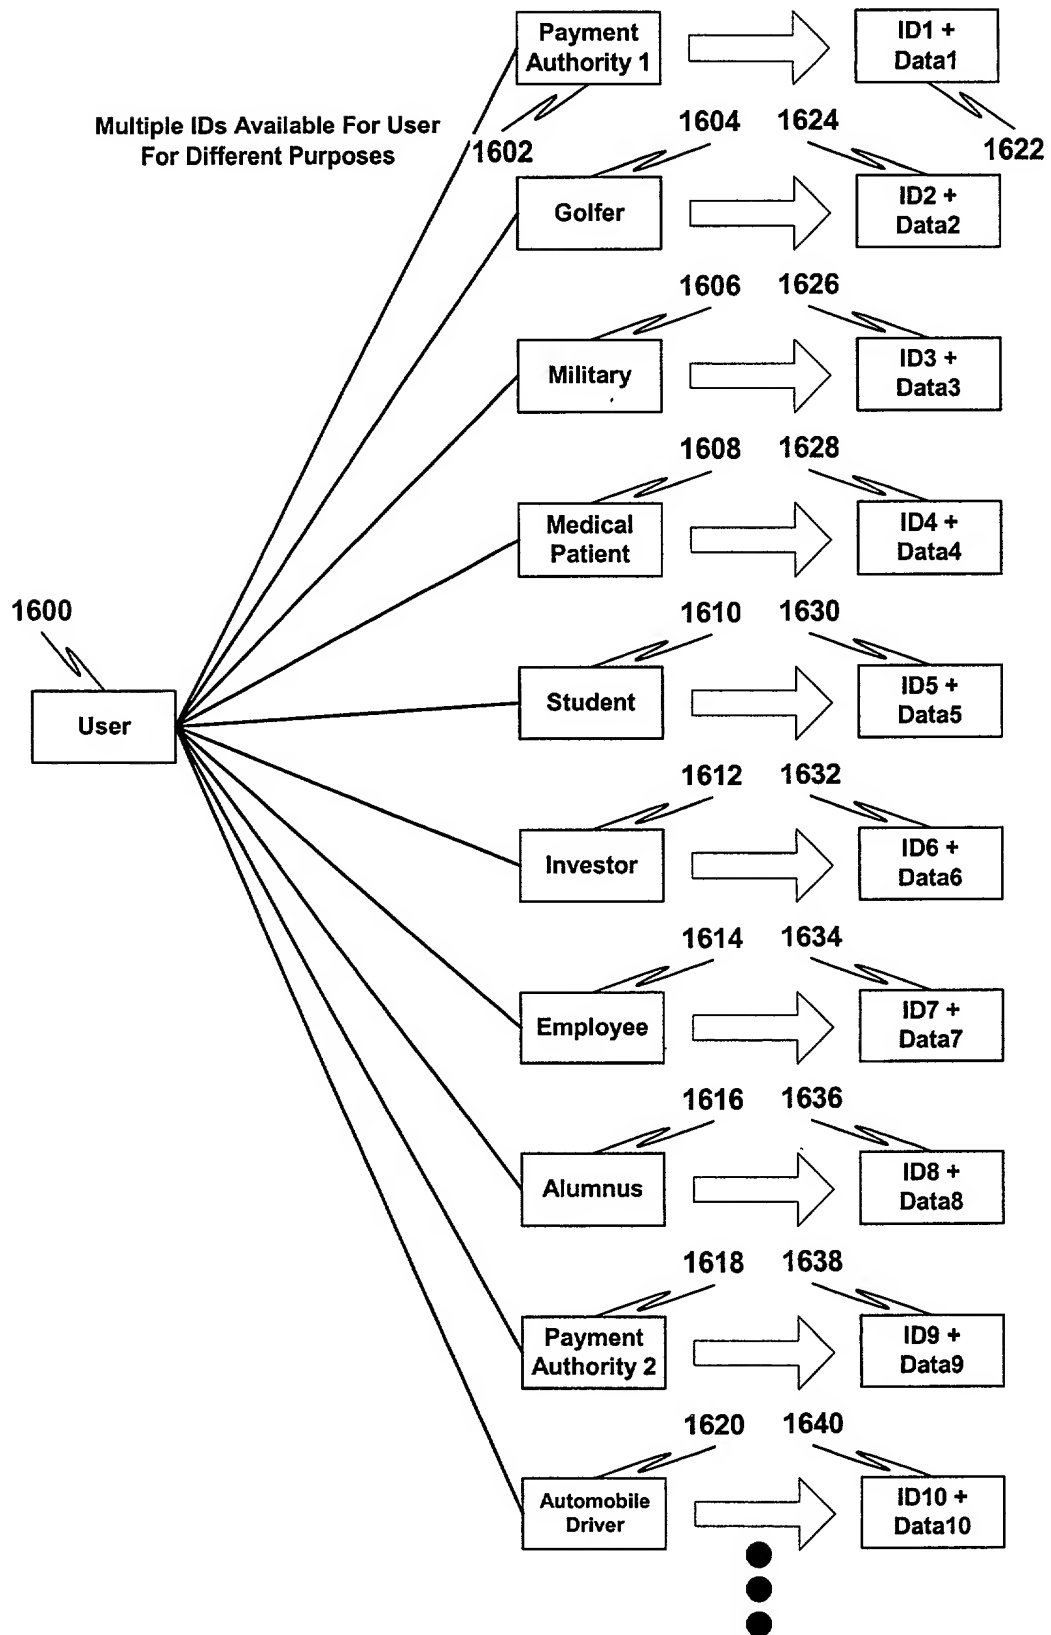 Payment
Authority 1
ID1 +
Data1
Multiple IDs Available For User
For Different Purposes
1602
1604
1624
1622
Golfer
ID2 +
Data2
1606
1626
Military
ID3 +
Data3
1608
1628
Medical
Patient
ID4 +
Data4
1600
1610
1630
User
Student
ID5 +
Data5
1612
1632
Investor
ID6 +
Data6
1614
1634
Employee
ID7 +
Data7
1616
1636
Alumnus
ID8 +
Data8
1618
1638
Payment
Authority 2
ID9 +
Data9
1620
1640
Automobile
Driver
ID10 +
Data10